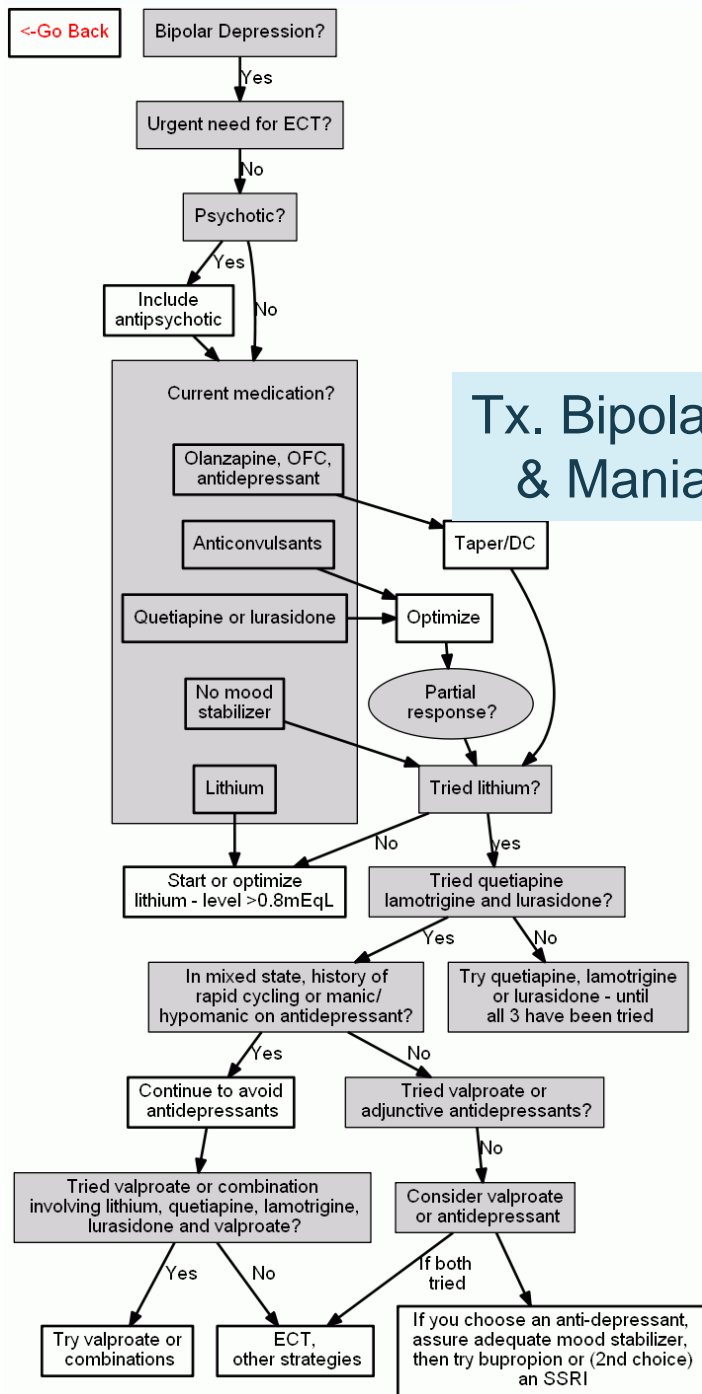 <-Go Back
Bipolar Depression?
Yes
Urgent need for ECT?
No
Psychotic?
Yes
No
Include
antipsychotic
Current medication?
Tx. Bipola
& Mania
Olanzapine, OFC,
antidepressant
Taper/DC
Anticonvulsants
Quetiapine or lurasidone
Optimize
No mood
stabilizer
Partial
response?
Lithium
Tried lithium?
No
yes
Start or optimize
lithium - level >0.8mEqL
Tried quetiapine
lamotrigine and lurasidone?
Yes
No
In mixed state, history of
rapid cycling or manic/
hypomanic on antidepressant?
Try quetiapine, lamotrigine
or lurasidone - until
all 3 have been tried
Yes
No
Continue to avoid
antidepressants
Tried valproate or
adjunctive antidepressants?
No
Tried valproate or combination
involving lithium, quetiapine, lamotrigine,
lurasidone and valproate?
Consider valproate
or antidepressant
Yes
No
If both
tried
Try valproate or
combinations
ECT,
other strategies
If you choose an anti-depressant,
assure adequate mood stabilizer,
then try bupropion or (2nd choice)
an SSRI